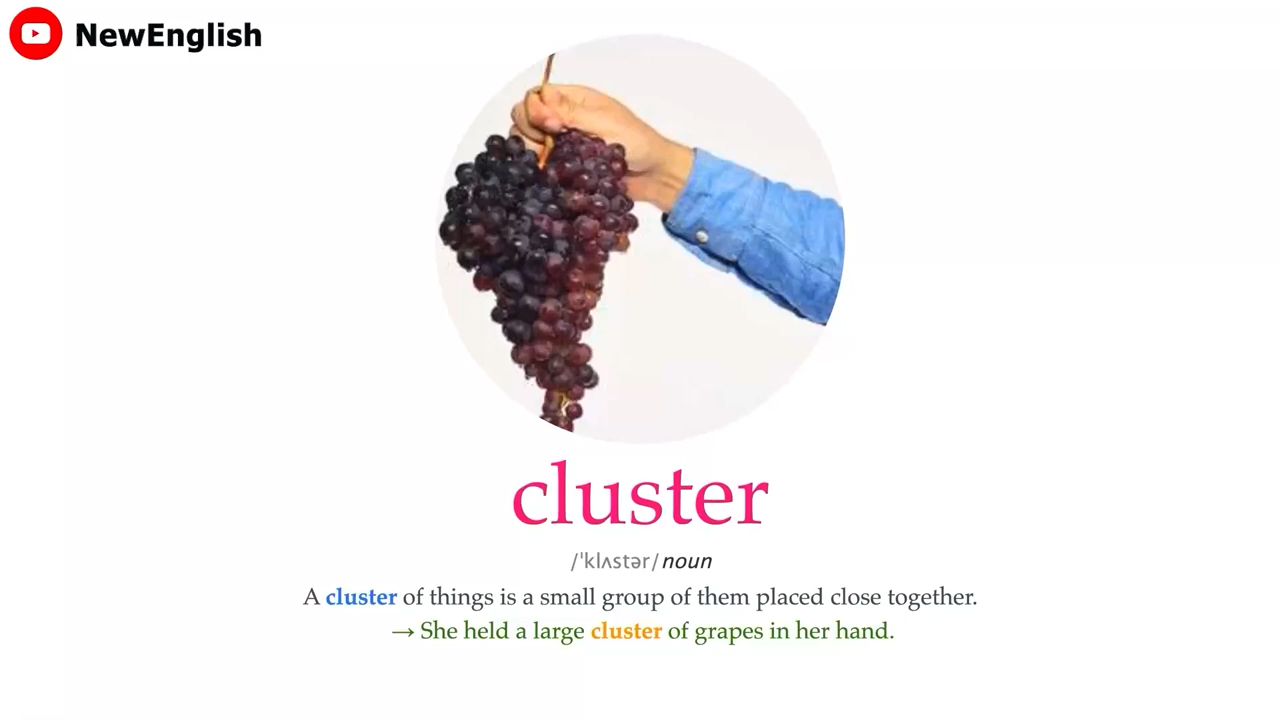 NewEnglish
cluster
/ˈklʌstər/ noun
A cluster of things is a small group of them placed close together.
→ She held a large cluster of grapes in her hand.